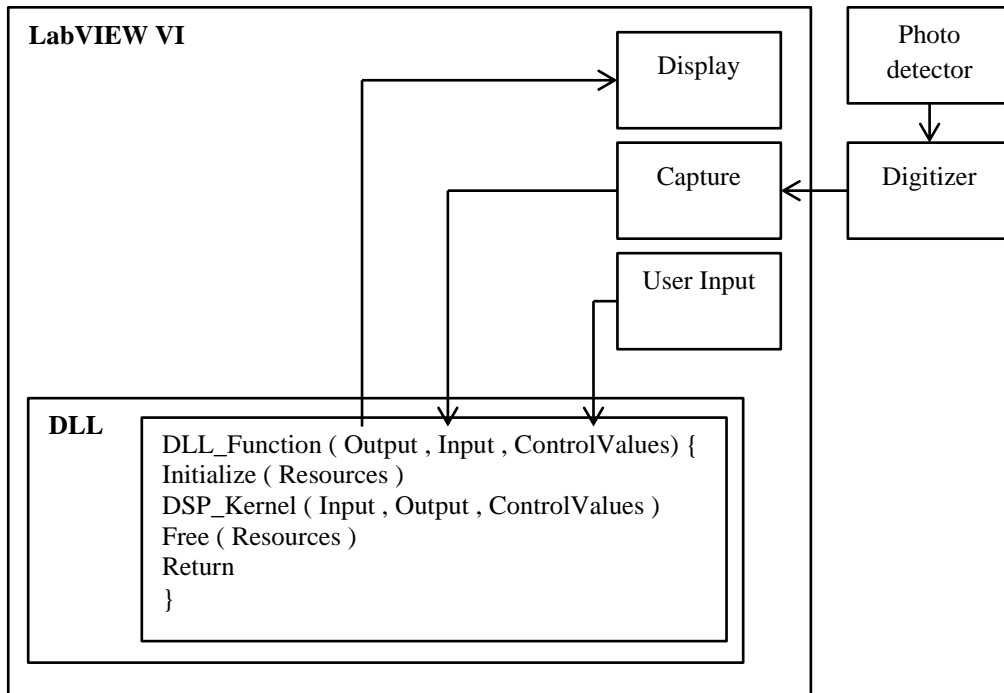 LabVIEW VI
Display
Photo
detector
Capture
Digitizer
User Input
DLL
DLL_Function ( Output , Input , ControlValues) {
Initialize ( Resources )
DSP_Kernel ( Input , Output , ControlValues )
Free ( Resources )
Return
}